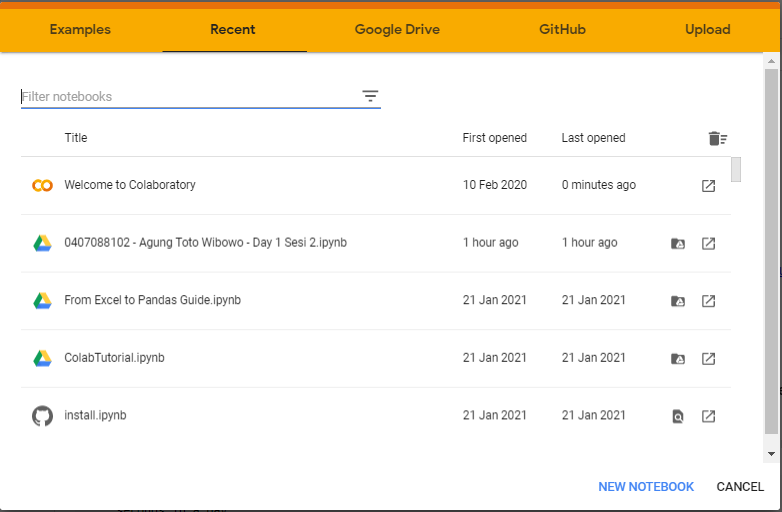 Examples Recent Google Drive GitHub Upload
Filter notebooks
Title First opened Last opened
Welcome to Colaboratory 10 Feb 2020 0 minutes ago
0407088102 - Agung Toto Wibowo - Day 1 Sesi 2.ipynb 1 hour ago 1 hour ago
From Excel to Pandas Guide.ipynb 21 Jan 2021 21 Jan 2021
ColabTutorial.ipynb 21 Jan 2021 21 Jan 2021
install.ipynb 21 Jan 2021 21 Jan 2021
NEW NOTEBOOK CANCEL